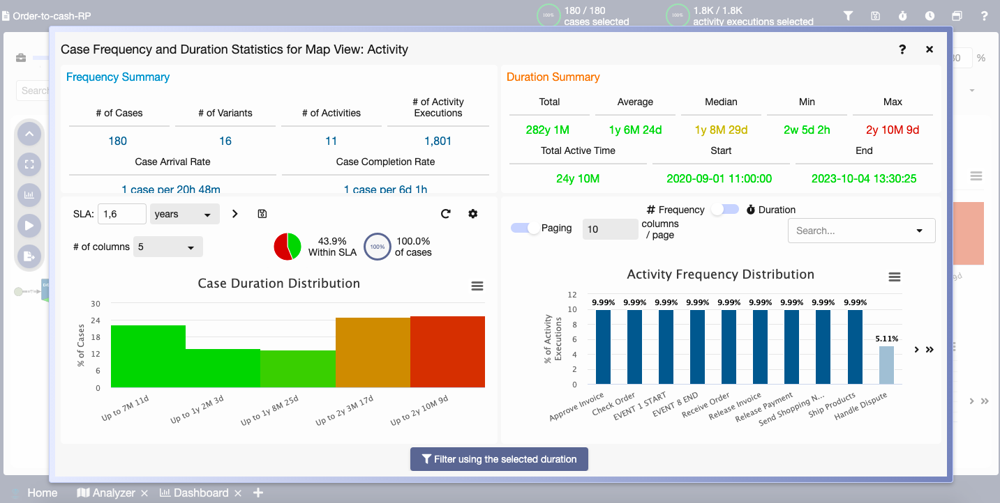 Order-to-cash-RP
100%
180 / 180
cases selected
100%
1.8K / 1.8K
activity executions selected
?
%
Search
Case Frequency and Duration Statistics for Map View: Activity
?
Frequency Summary
# of Cases
# of Variants
# of Activities
# of Activity
Executions
180
16
11
1,801
Case Arrival Rate
Case Completion Rate
1 case per 20h 48m
1 case per 6d 1h
Duration Summary
Total
Average
Median
Min
Max
282y 1M
1y 6M 24d
1y 8M 29d
2w 5d 2h
2y 10M 9d
Total Active Time
Start
End
24y 10M
2020-09-01 11:00:00
2023-10-04 13:30:25
SLA:
1,6
years
# of columns
5
43.9%
Within SLA
100%
100.0%
of cases
Case Duration Distribution
% of Cases
30
24
18
12
6
0
Up to 7M 11d
Up to 1y 2M 3d
Up to 1y 8M 25d
Up to 2y 3M 17d
Up to 2y 10M 9d
# Frequency
Duration
Paging
10
columns
/ page
Search...
Activity Frequency Distribution
% of Activity
Executions
12
10
8
6
4
2
0
9.99%
9.99%
9.99%
9.99%
9.99%
9.99%
9.99%
9.99%
9.99%
5.11%
Approve Invoice
Check Order
EVENT 1 START
EVENT 8 END
Receive Order
Release Invoice
Release Payment
Send Shopping N...
Ship Products
Handle Dispute
Filter using the selected duration
Home
Analyzer
Dashboard